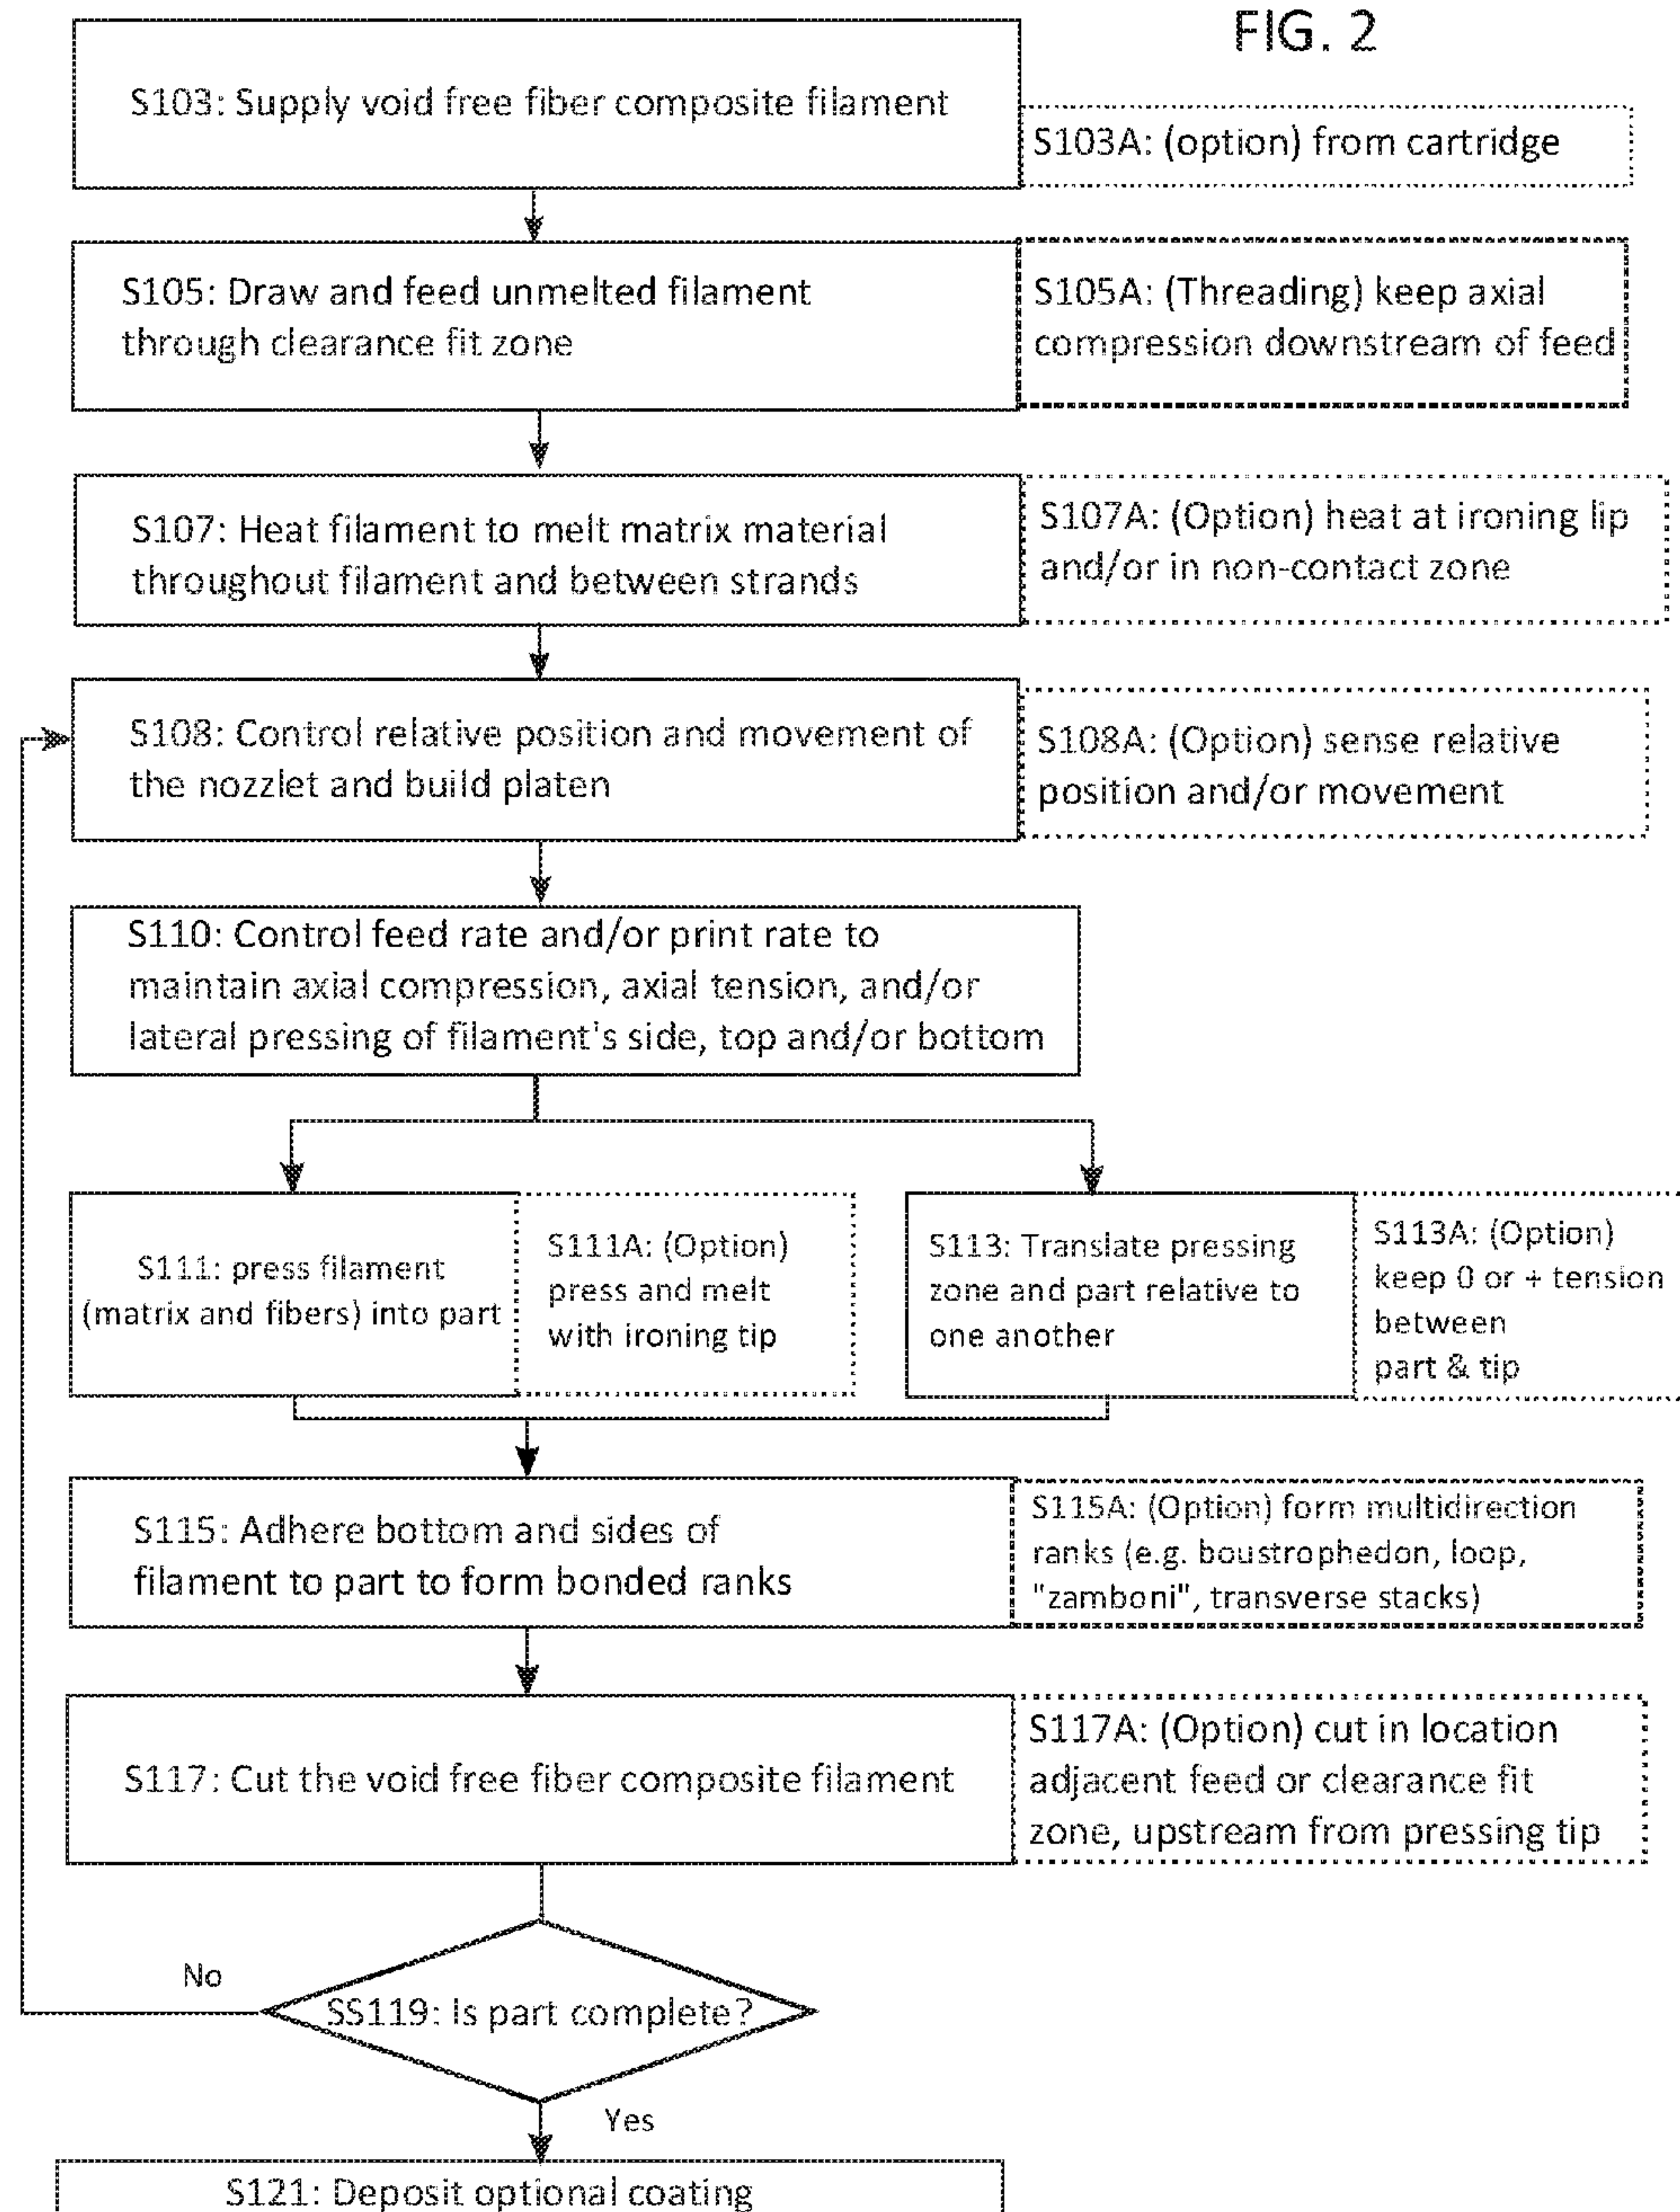 FIG. 2
S103: Supply void free fiber composite filament
S103A: (option) from cartridge
S105: Draw and feed unmelted filament
through clearance fit zone
S105A: (Threading) keep axial
compression downstream of feed
S107: Heat filament to melt matrix material
throughout filament and between strands
S107A: (Option) heat at ironing lip
and/or in non-contact zone
S108: Control relative position and movement of
the nozzlet and build platen
S108A: (Option) sense relative
position and/or movement
S110: Control feed rate and/or print rate to
maintain axial compression, axial tension, and/or
lateral pressing of filament's side, top and/or bottom
S111: press filament
(matrix and fibers) into part
S111A: (Option)
press and melt
with ironing tip
S113: Translate pressing
zone and part relative to
one another
S113A: (Option)
keep 0 or + tension
between
part & tip
S115: Adhere bottom and sides of
filament to part to form bonded ranks
S115A: (Option) form multidirection
ranks (e.g. boustrophedon, loop,
"zamboni", transverse stacks)
S117: Cut the void free fiber composite filament
S117A: (Option) cut in location
adjacent feed or clearance fit
zone, upstream from pressing tip
No
SS119: Is part complete?
Yes
S121: Deposit optional coating